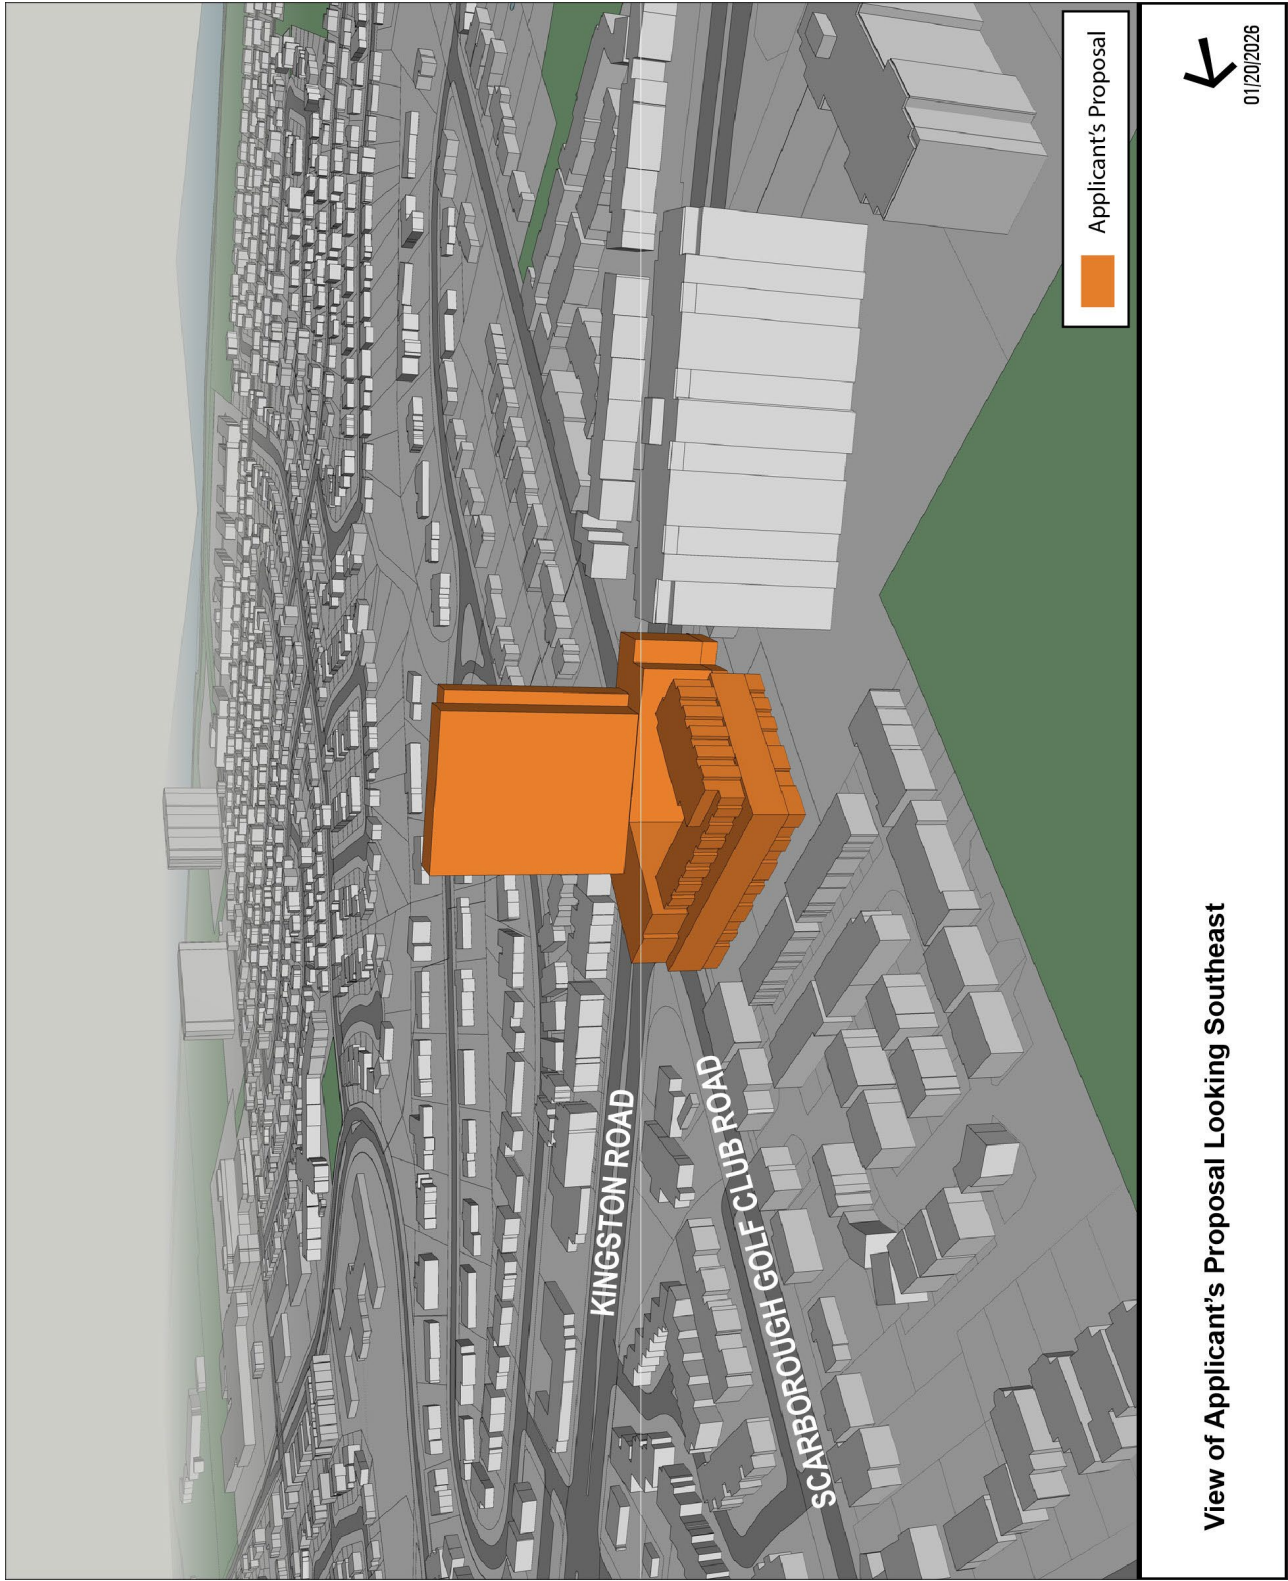 KINGSTON ROAD
SCARBOROUGH GOLF CLUB ROAD
Applicant's Proposal
View of Applicant's Proposal Looking Southeast
01/20/2026